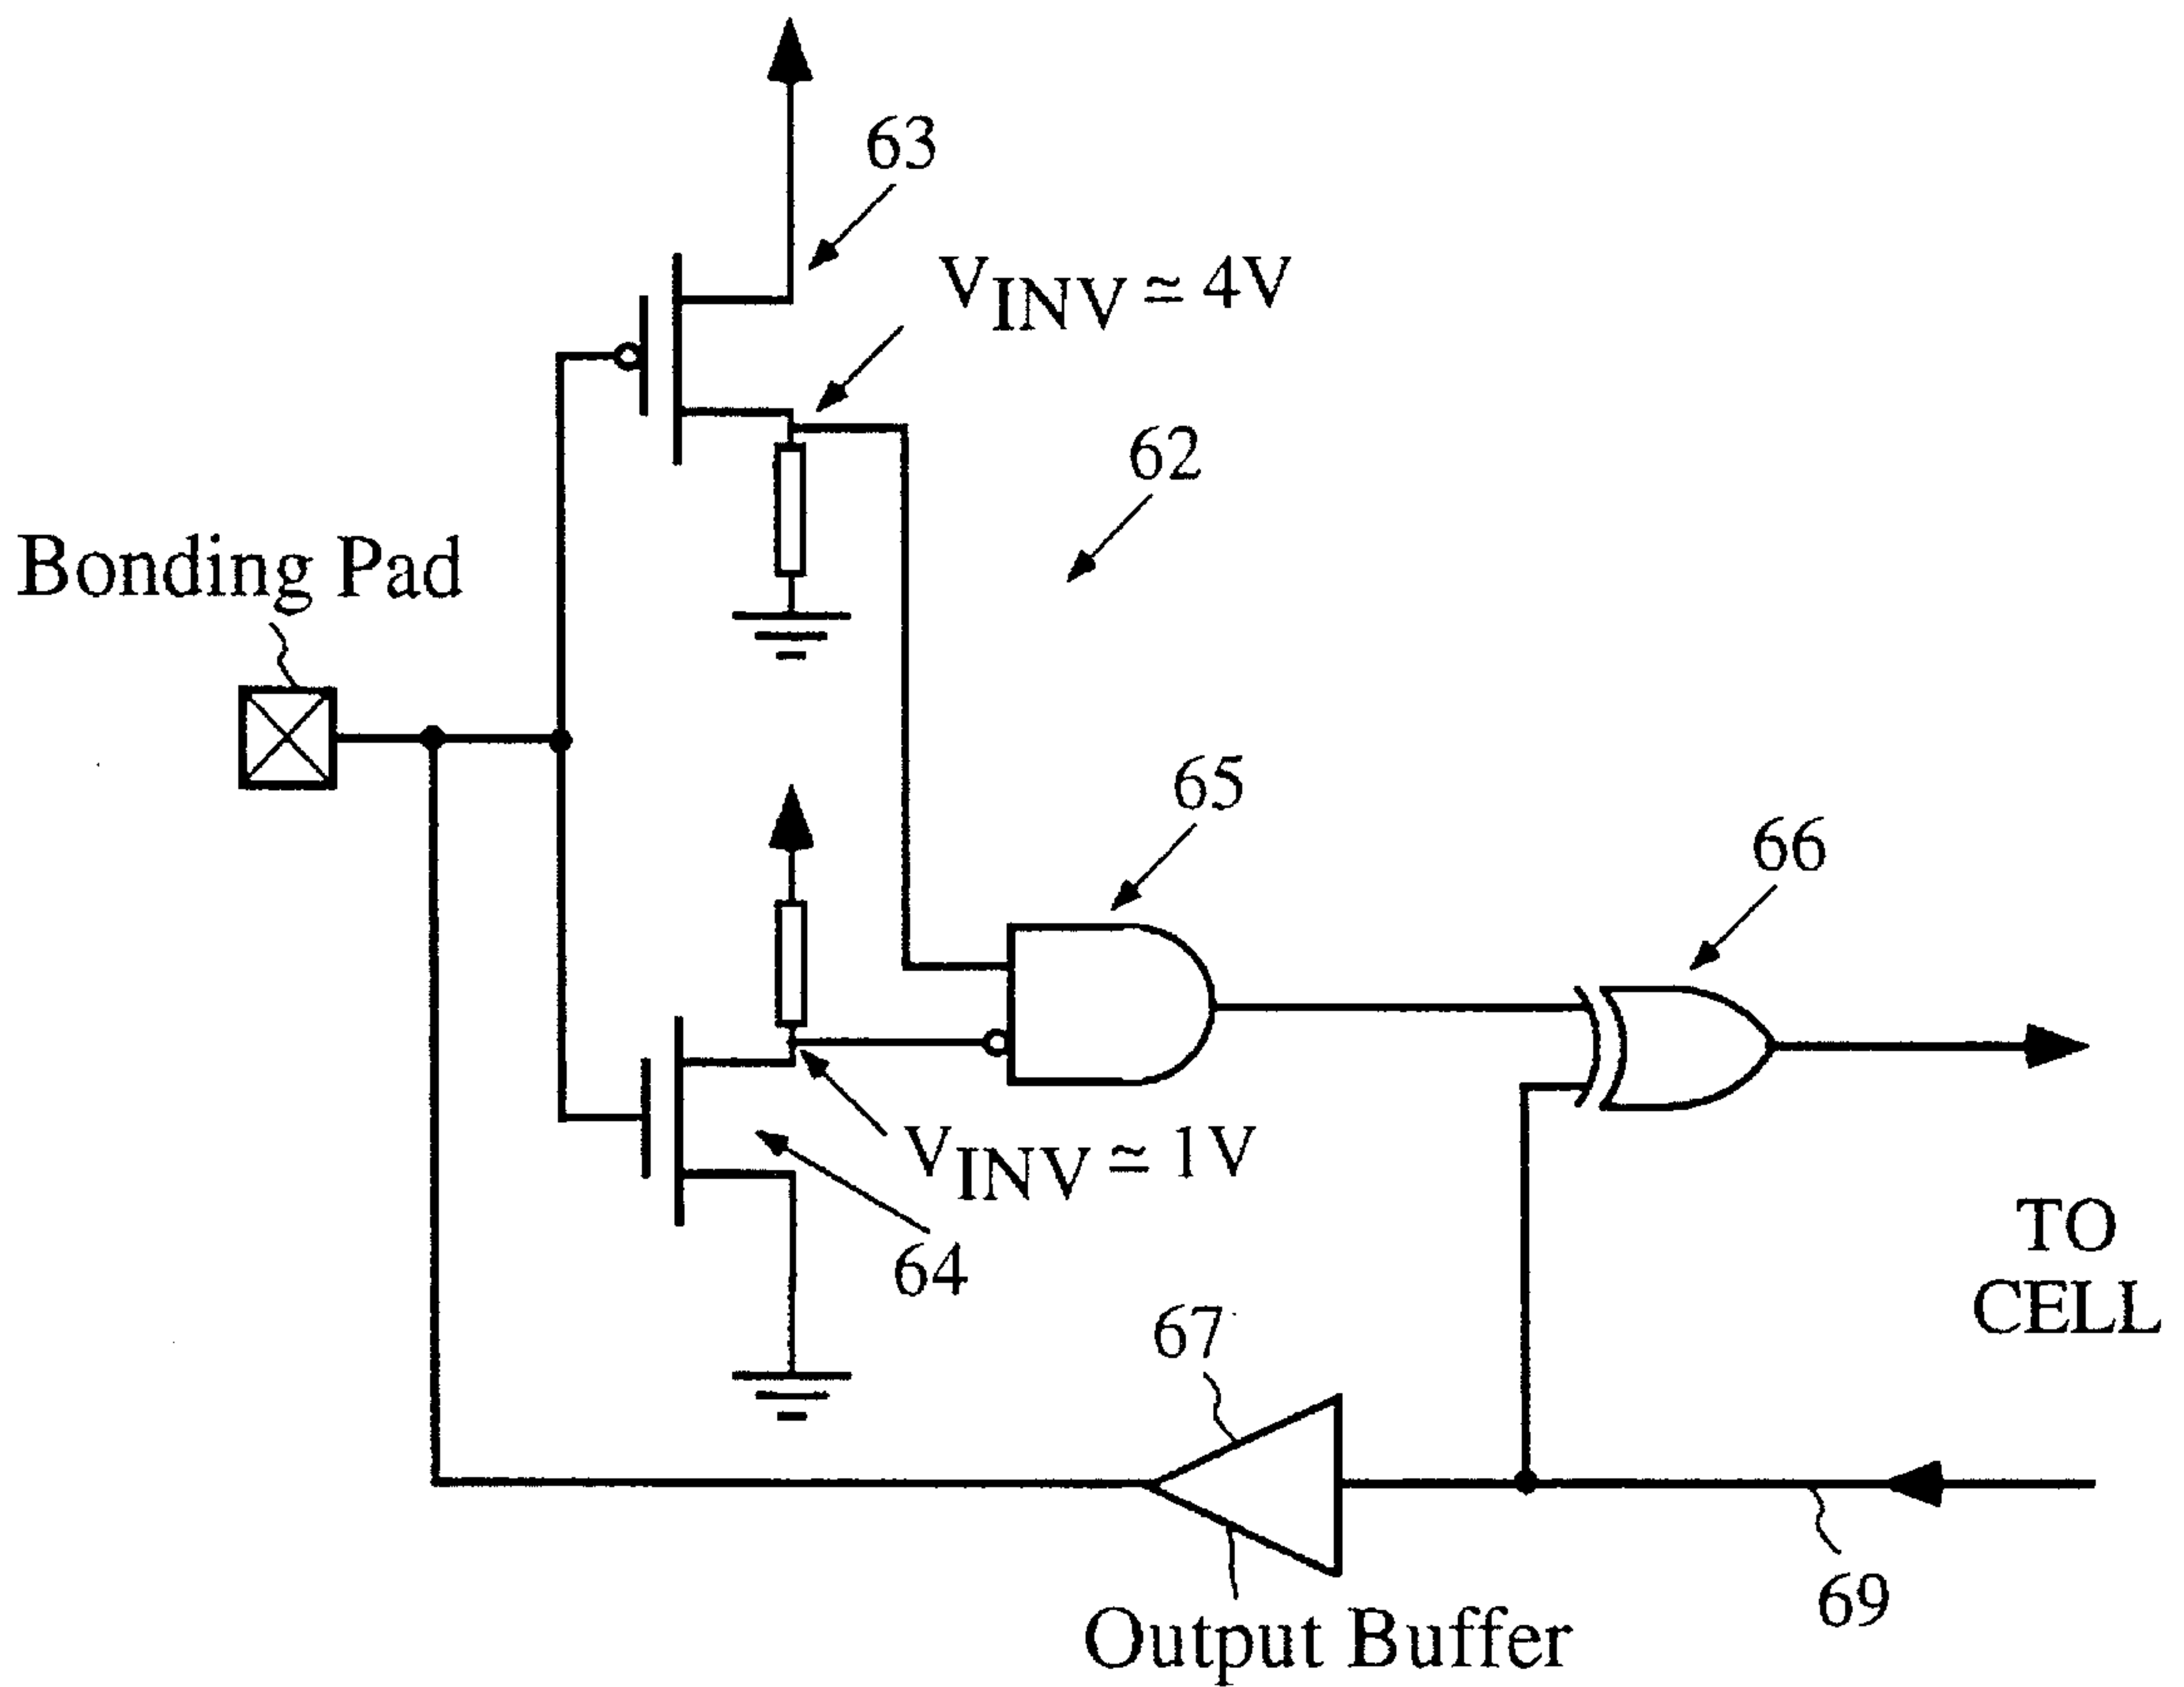 63
VINV ≃ 4V
62
Bonding Pad
65
66
VINV ≃ 1V
64
TO
CELL
67
69
Output Buffer